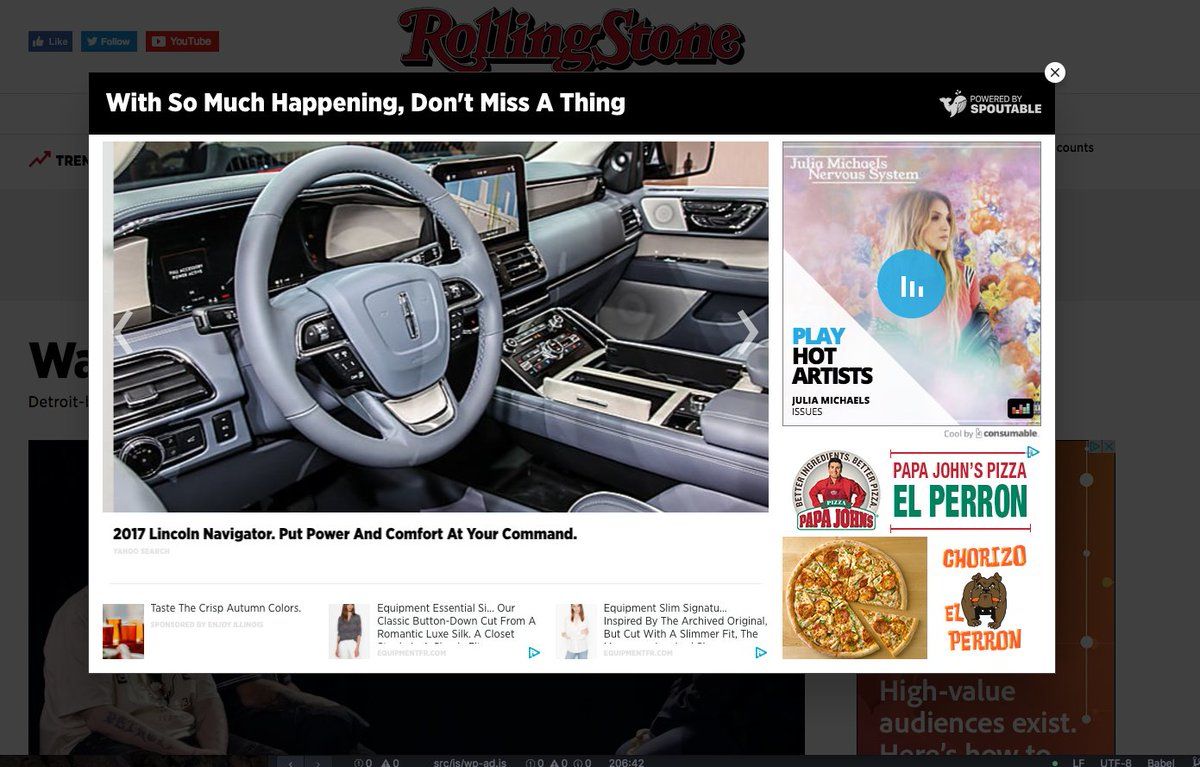 Like
Follow
YouTube
RollingStone
With So Much Happening, Don't Miss A Thing
POWERED BY
SPOUTABLE
TREN
counts
Julia Michaels
Nervous System
PLAY
HOT
ARTISTS
JULIA MICHAELS
ISSUES
Cool by consumable
Wa
Detroit-b
BETTER INGREDIENTS. BETTER PIZZA.
PIZZA
PAPA JOHNS
PAPA JOHN'S PIZZA
EL PERRON
2017 Lincoln Navigator. Put Power And Comfort At Your Command.
YAHOO SEARCH
CHORIZO
EL
PERRON
Taste The Crisp Autumn Colors.
SPONSORED BY ENJOY ILLINOIS
Equipment Essential Si... Our
Classic Button-Down Cut From A
Romantic Luxe Silk. A Closet
EQUIPMENTFR.COM
Equipment Slim Signatu...
Inspired By The Archived Original,
But Cut With A Slimmer Fit, The
EQUIPMENTFR.COM
High-value
audiences exist.
Here's how to
0 0 src/js/wp-ad.js 0 0 0 206:42 LF UTF-8 Babel